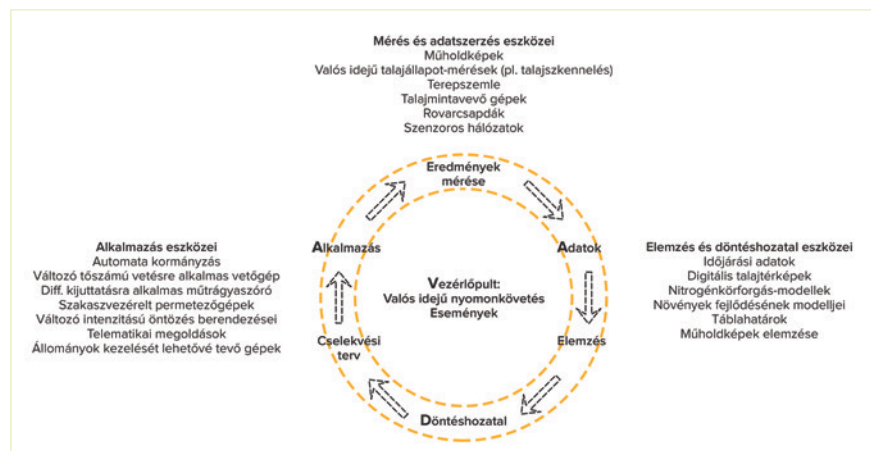 Mérés és adatszerzés eszközei
Műholdképek
Valós idejű talajállapot-mérések (pl. talajszkennelés)
Terepszemle
Talajmintavevő gépek
Rovarcsapdák
Szenzoros hálózatok
Eredmények
mérése
Alkalmazás
Adatok
Vezérlőpult:
Valós idejű nyomonkövetés
Események
Cselekvési
terv
Elemzés
Döntéshozatal
Alkalmazás eszközei
Automata kormányzás
Változó tőszámú vetésre alkalmas vetőgép
Diff. kijuttatásra alkalmas műtrágyaszóró
Szakaszvezérelt permetezőgépek
Változó intenzitású öntözés berendezései
Telematikai megoldások
Állományok kezelését lehetővé tevő gépek
Elemzés és döntéshozatal eszközei
Időjárási adatok
Digitális talajtérképek
Nitrogénkörforgás-modellek
Növények fejlődésének modelljei
Táblahatárok
Műholdképek elemzése